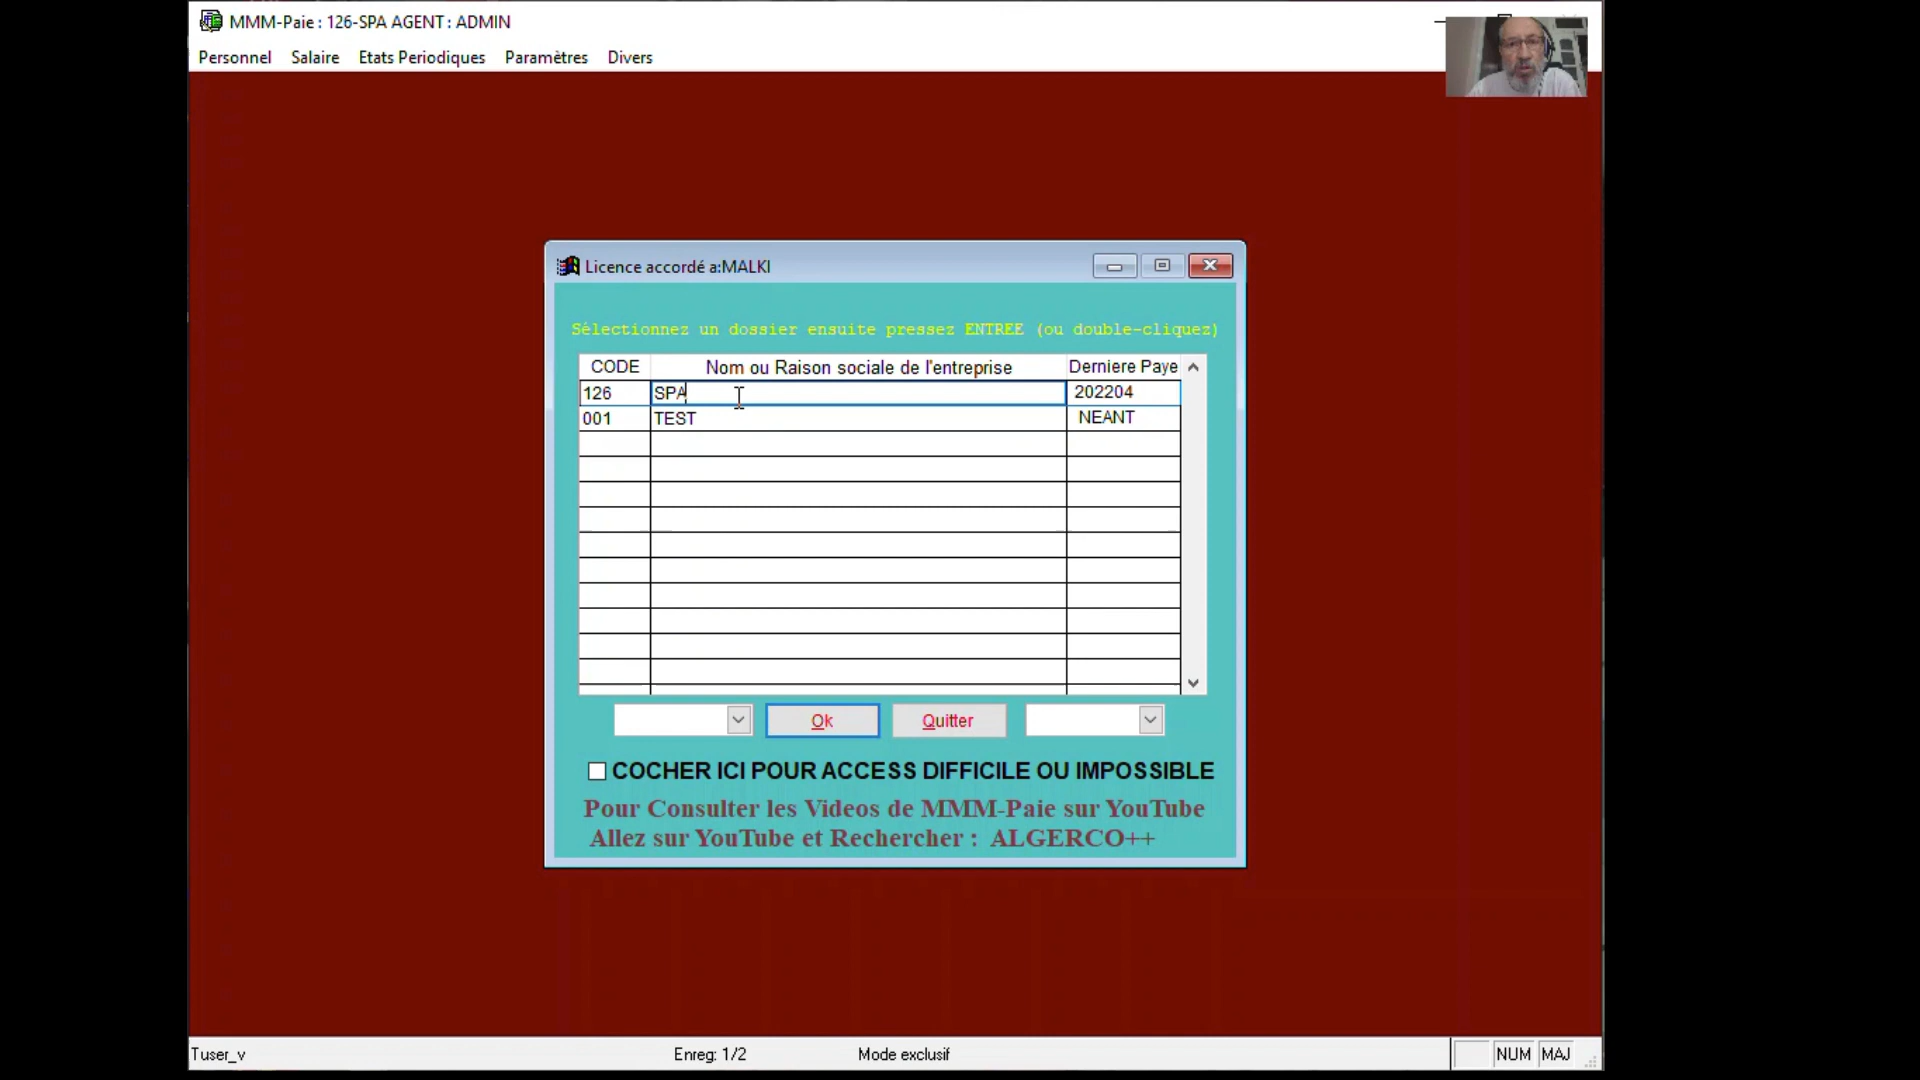 MMM-Paie : 126-SPA AGENT : ADMIN
Personnel Salaire Etats Periodiques Paramètres Divers
Licence accordé a:MALKI
Sélectionnez un dossier ensuite pressez ENTREE (ou double-cliquez)
CODE Nom ou Raison sociale de l'entreprise Derniere Paye
126 SPA 202204
001 TEST NEANT
Ok Quitter
COCHER ICI POUR ACCESS DIFFICILE OU IMPOSSIBLE
Pour Consulter les Videos de MMM-Paie sur YouTube
Allez sur YouTube et Rechercher : ALGERCO++
Tuser_v Enreg: 1/2 Mode exclusif NUM MAJ